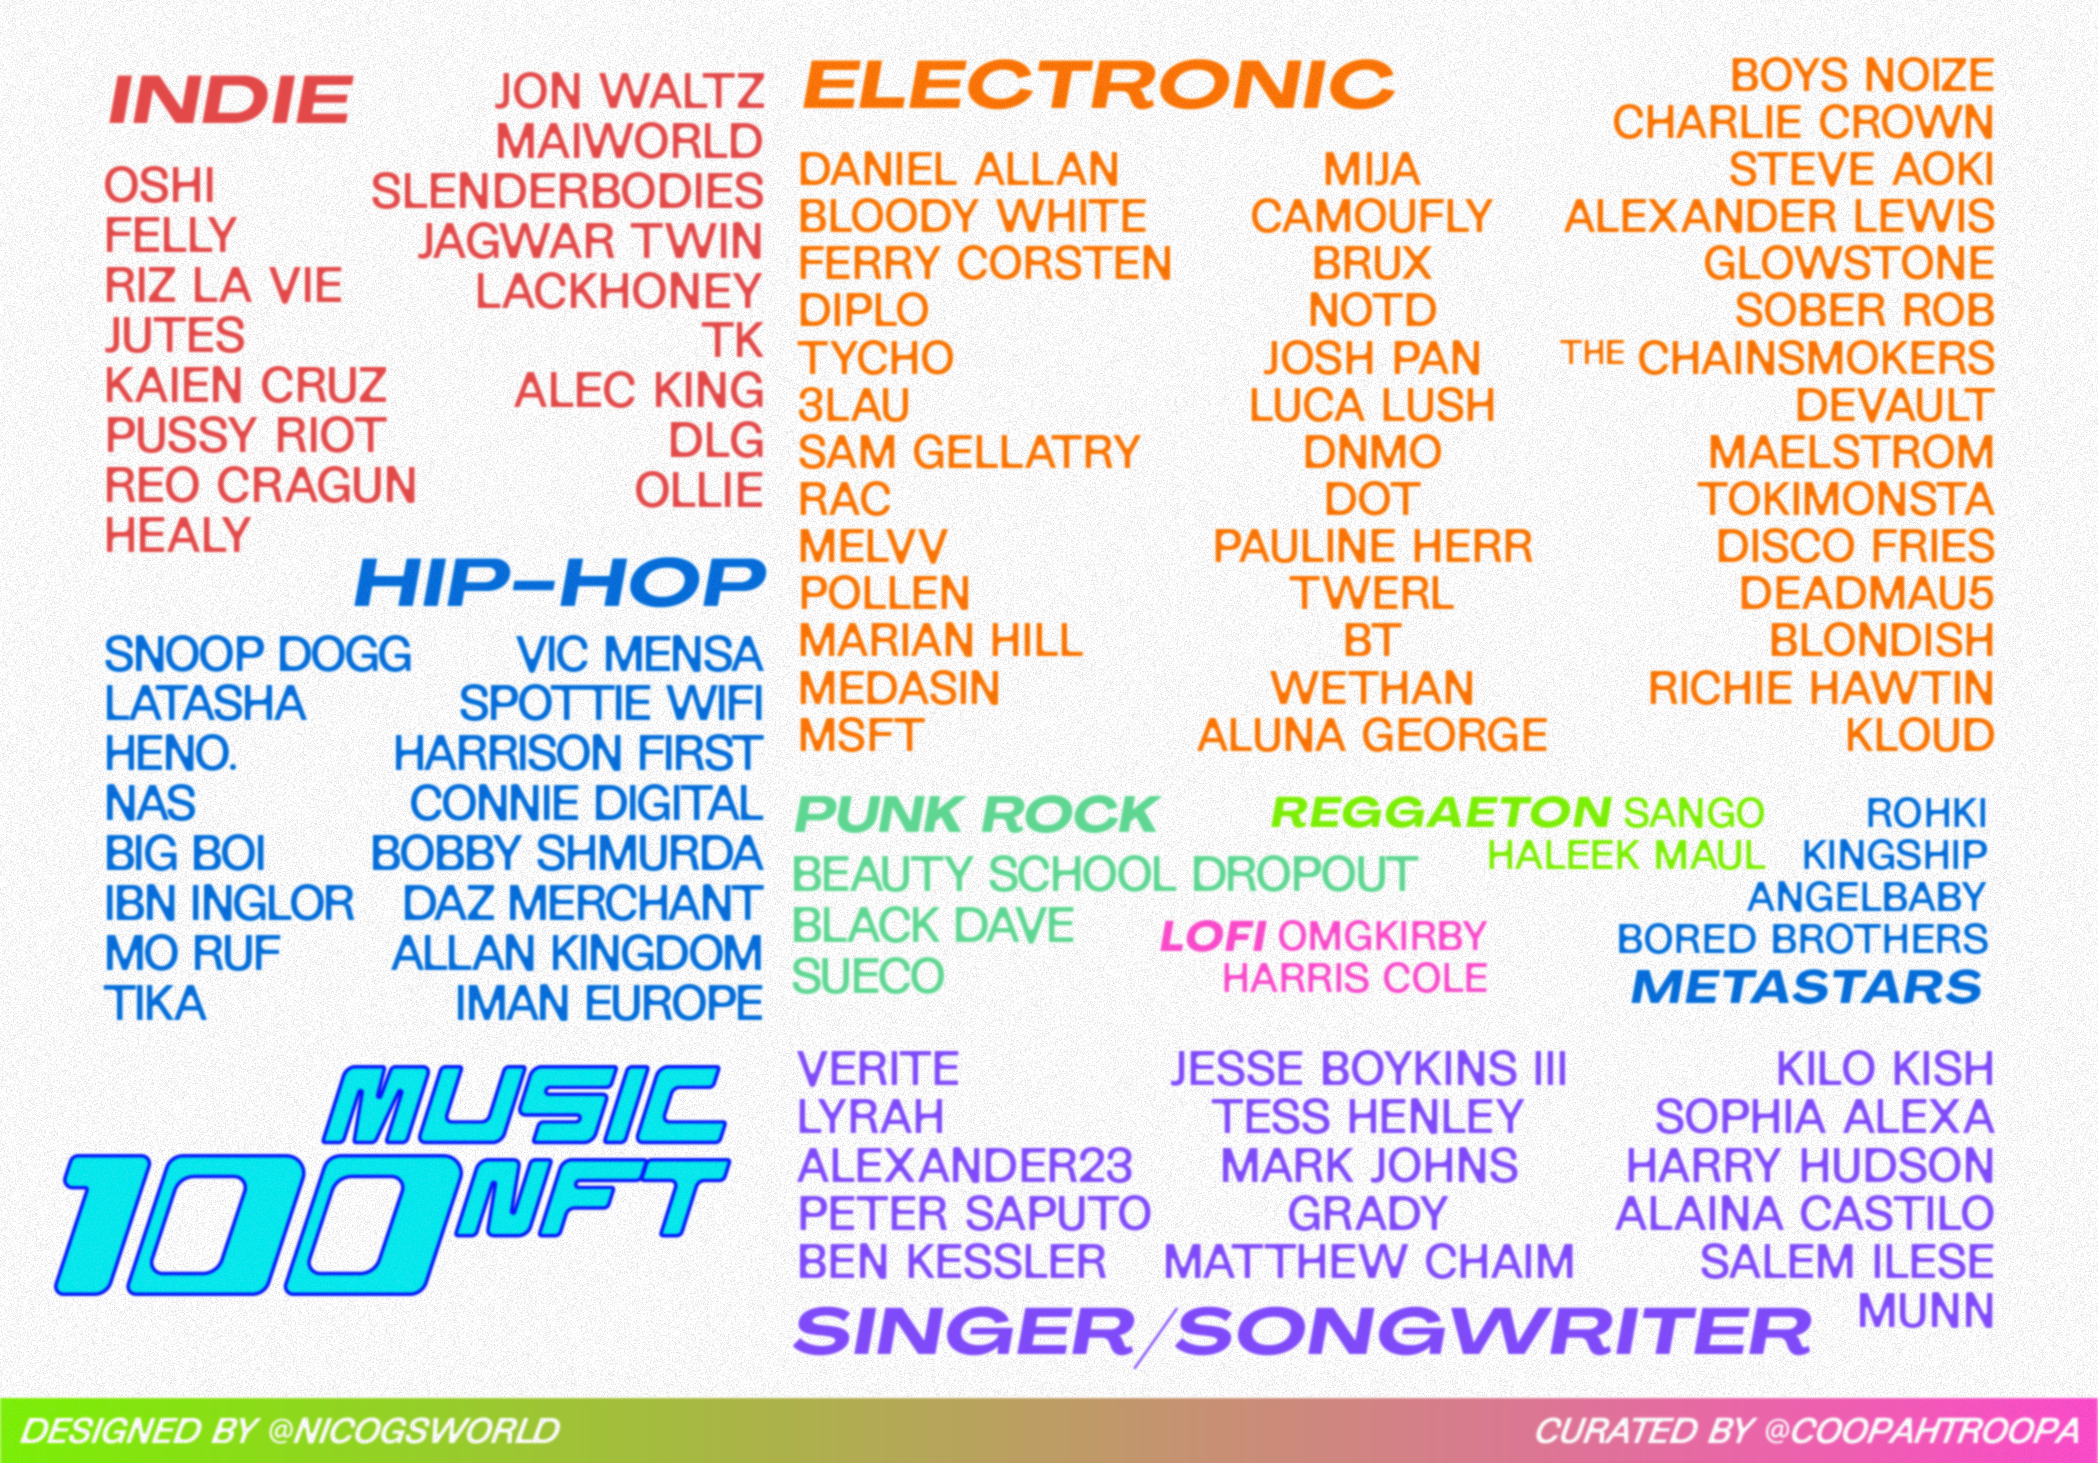 INDIE
OSHI
FELLY
RIZ LA VIE
JUTES
KAIEN CRUZ
PUSSY RIOT
REO CRAGUN
HEALY
JON WALTZ
MAIWORLD
SLENDERBODIES
JAGWAR TWIN
LACKHONEY
TK
ALEC KING
DLG
OLLIE
HIP-HOP
SNOOP DOGG
LATASHA
HENO.
NAS
BIG BOI
IBN INGLOR
MO RUF
TIKA
VIC MENSA
SPOTTIE WIFI
HARRISON FIRST
CONNIE DIGITAL
BOBBY SHMURDA
DAZ MERCHANT
ALLAN KINGDOM
IMAN EUROPE
MUSIC
100 NFT
ELECTRONIC
DANIEL ALLAN
BLOODY WHITE
FERRY CORSTEN
DIPLO
TYCHO
3LAU
SAM GELLATRY
RAC
MELVV
POLLEN
MARIAN HILL
MEDASIN
MSFT
MIJA
CAMOUFLY
BRUX
NOTD
JOSH PAN
LUCA LUSH
DNMO
DOT
PAULINE HERR
TWERL
BT
WETHAN
ALUNA GEORGE
BOYS NOIZE
CHARLIE CROWN
STEVE AOKI
ALEXANDER LEWIS
GLOWSTONE
SOBER ROB
THE CHAINSMOKERS
DEVAULT
MAELSTROM
TOKIMONSTA
DISCO FRIES
DEADMAU5
BLONDISH
RICHIE HAWTIN
KLOUD
PUNK ROCK
BEAUTY SCHOOL DROPOUT
BLACK DAVE
SUECO
REGGAETON SANGO
HALEEK MAUL
LOFI OMGKIRBY
HARRIS COLE
ROHKI
KINGSHIP
ANGELBABY
BORED BROTHERS
METASTARS
VERITE
LYRAH
ALEXANDER23
PETER SAPUTO
BEN KESSLER
JESSE BOYKINS III
TESS HENLEY
MARK JOHNS
GRADY
MATTHEW CHAIM
KILO KISH
SOPHIA ALEXA
HARRY HUDSON
ALAINA CASTILO
SALEM ILESE
MUNN
SINGER/SONGWRITER
DESIGNED BY @NICOGSWORLD
CURATED BY @COOPAHTROOPA